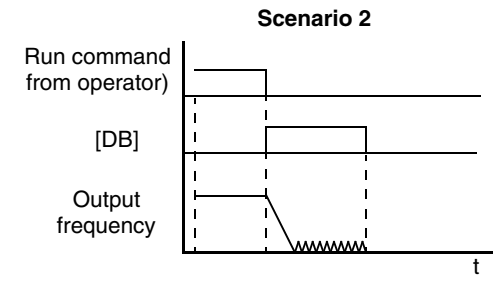 Scenario 2
Run command
from operator)
[DB]
Output
frequency
t